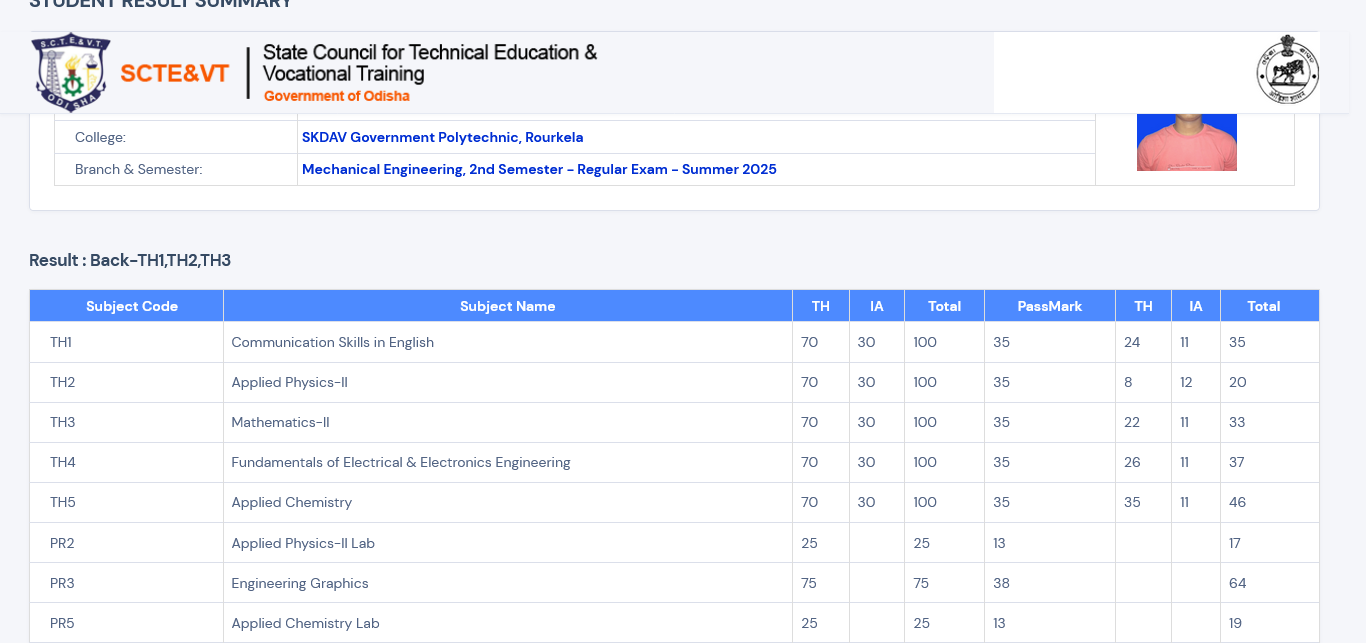 STUDENT RESULT SUMMARY
S.C.T.E.&V.T.
ODISHA
SCTE&VT
State Council for Technical Education &
Vocational Training
Government of Odisha
College: SKDAV Government Polytechnic, Rourkela
Branch & Semester: Mechanical Engineering, 2nd Semester - Regular Exam - Summer 2025
Result : Back-TH1,TH2,TH3
Subject Code Subject Name TH IA Total PassMark TH IA Total
TH1 Communication Skills in English 70 30 100 35 24 11 35
TH2 Applied Physics-II 70 30 100 35 8 12 20
TH3 Mathematics-II 70 30 100 35 22 11 33
TH4 Fundamentals of Electrical & Electronics Engineering 70 30 100 35 26 11 37
TH5 Applied Chemistry 70 30 100 35 35 11 46
PR2 Applied Physics-II Lab 25 25 13 17
PR3 Engineering Graphics 75 75 38 64
PR5 Applied Chemistry Lab 25 25 13 19